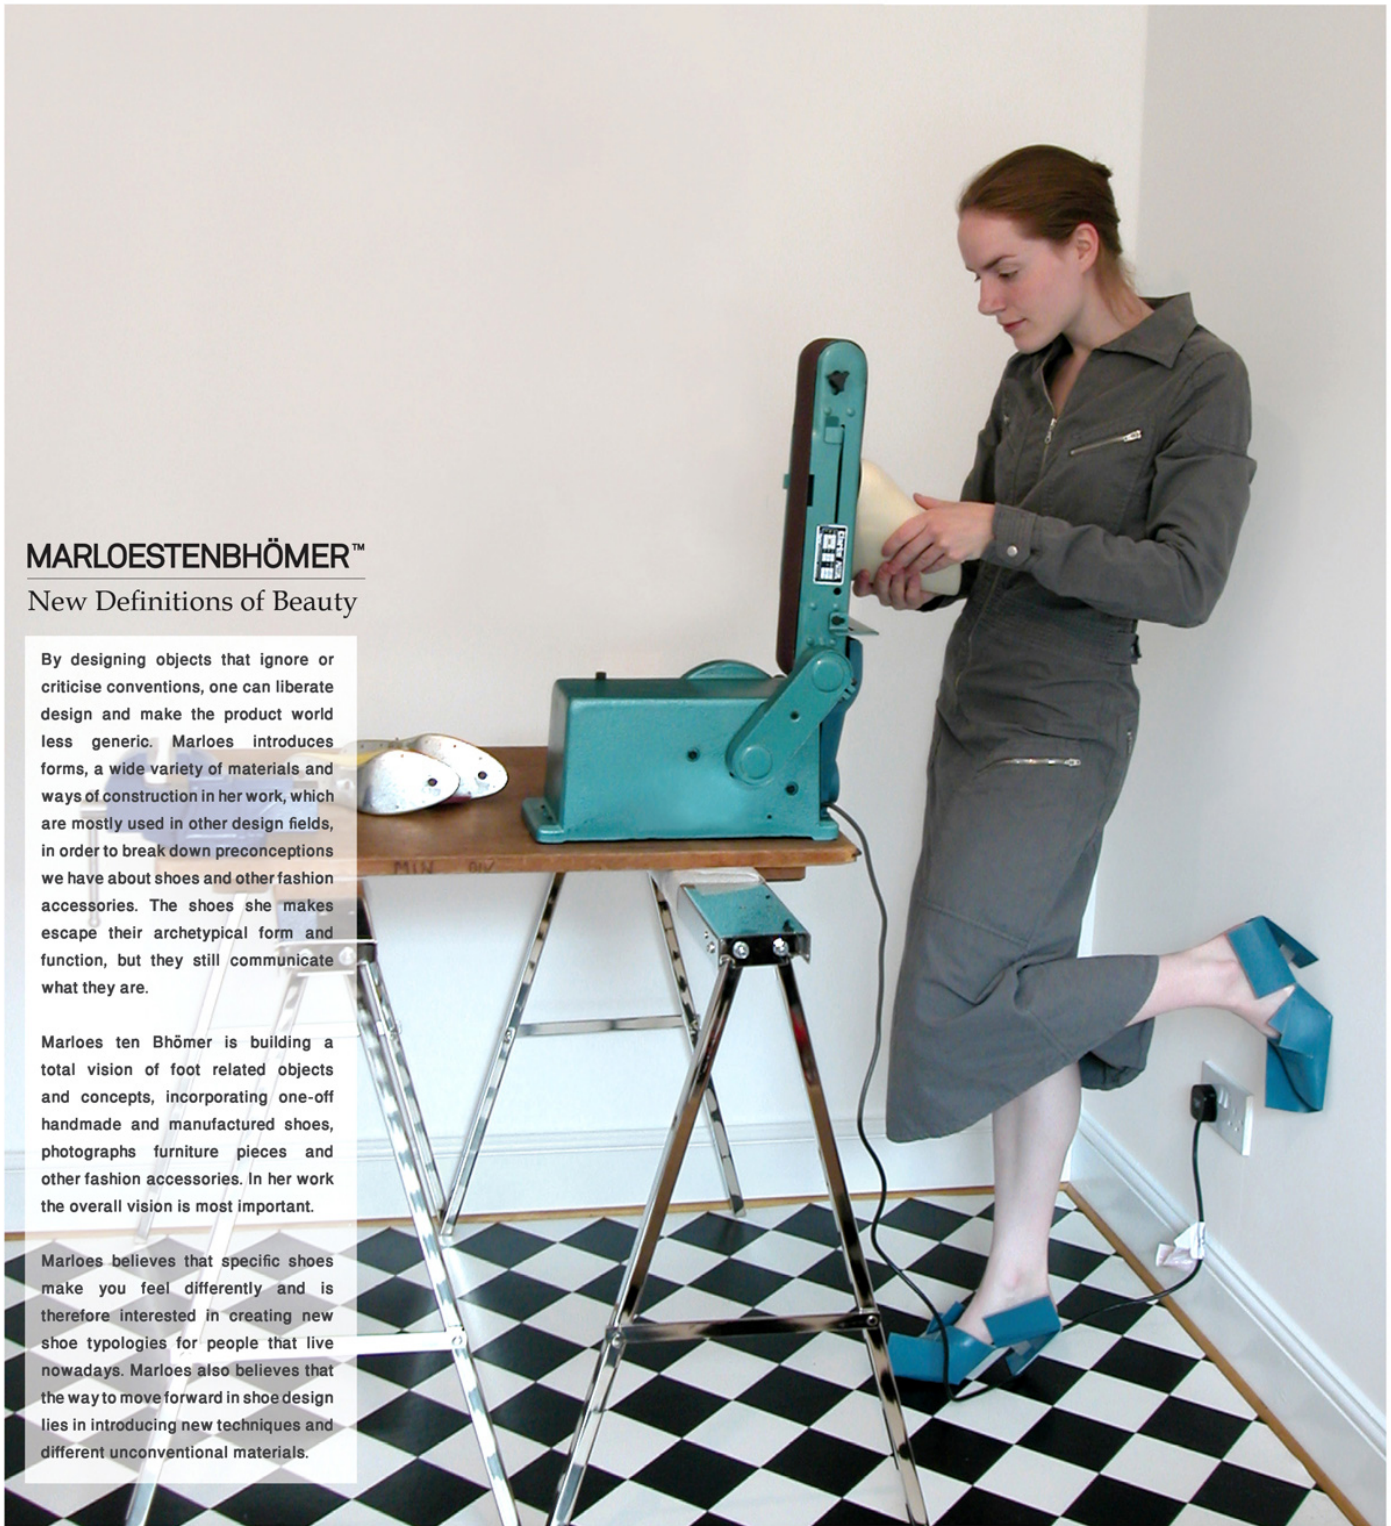 MARLOESTENBHÖMER™
New Definitions of Beauty
By designing objects that ignore or
criticise conventions, one can liberate
design and make the product world
less generic. Marloes introduces
forms, a wide variety of materials and
ways of construction in her work, which
are mostly used in other design fields,
in order to break down preconceptions
we have about shoes and other fashion
accessories. The shoes she makes
escape their archetypical form and
function, but they still communicate
what they are.
Marloes ten Bhömer is building a
total vision of foot related objects
and concepts, incorporating one-off
handmade and manufactured shoes,
photographs furniture pieces and
other fashion accessories. In her work
the overall vision is most important.
Marloes believes that specific shoes
make you feel differently and is
therefore interested in creating new
shoe typologies for people that live
nowadays. Marloes also believes that
the way to move forward in shoe design
lies in introducing new techniques and
different unconventional materials.